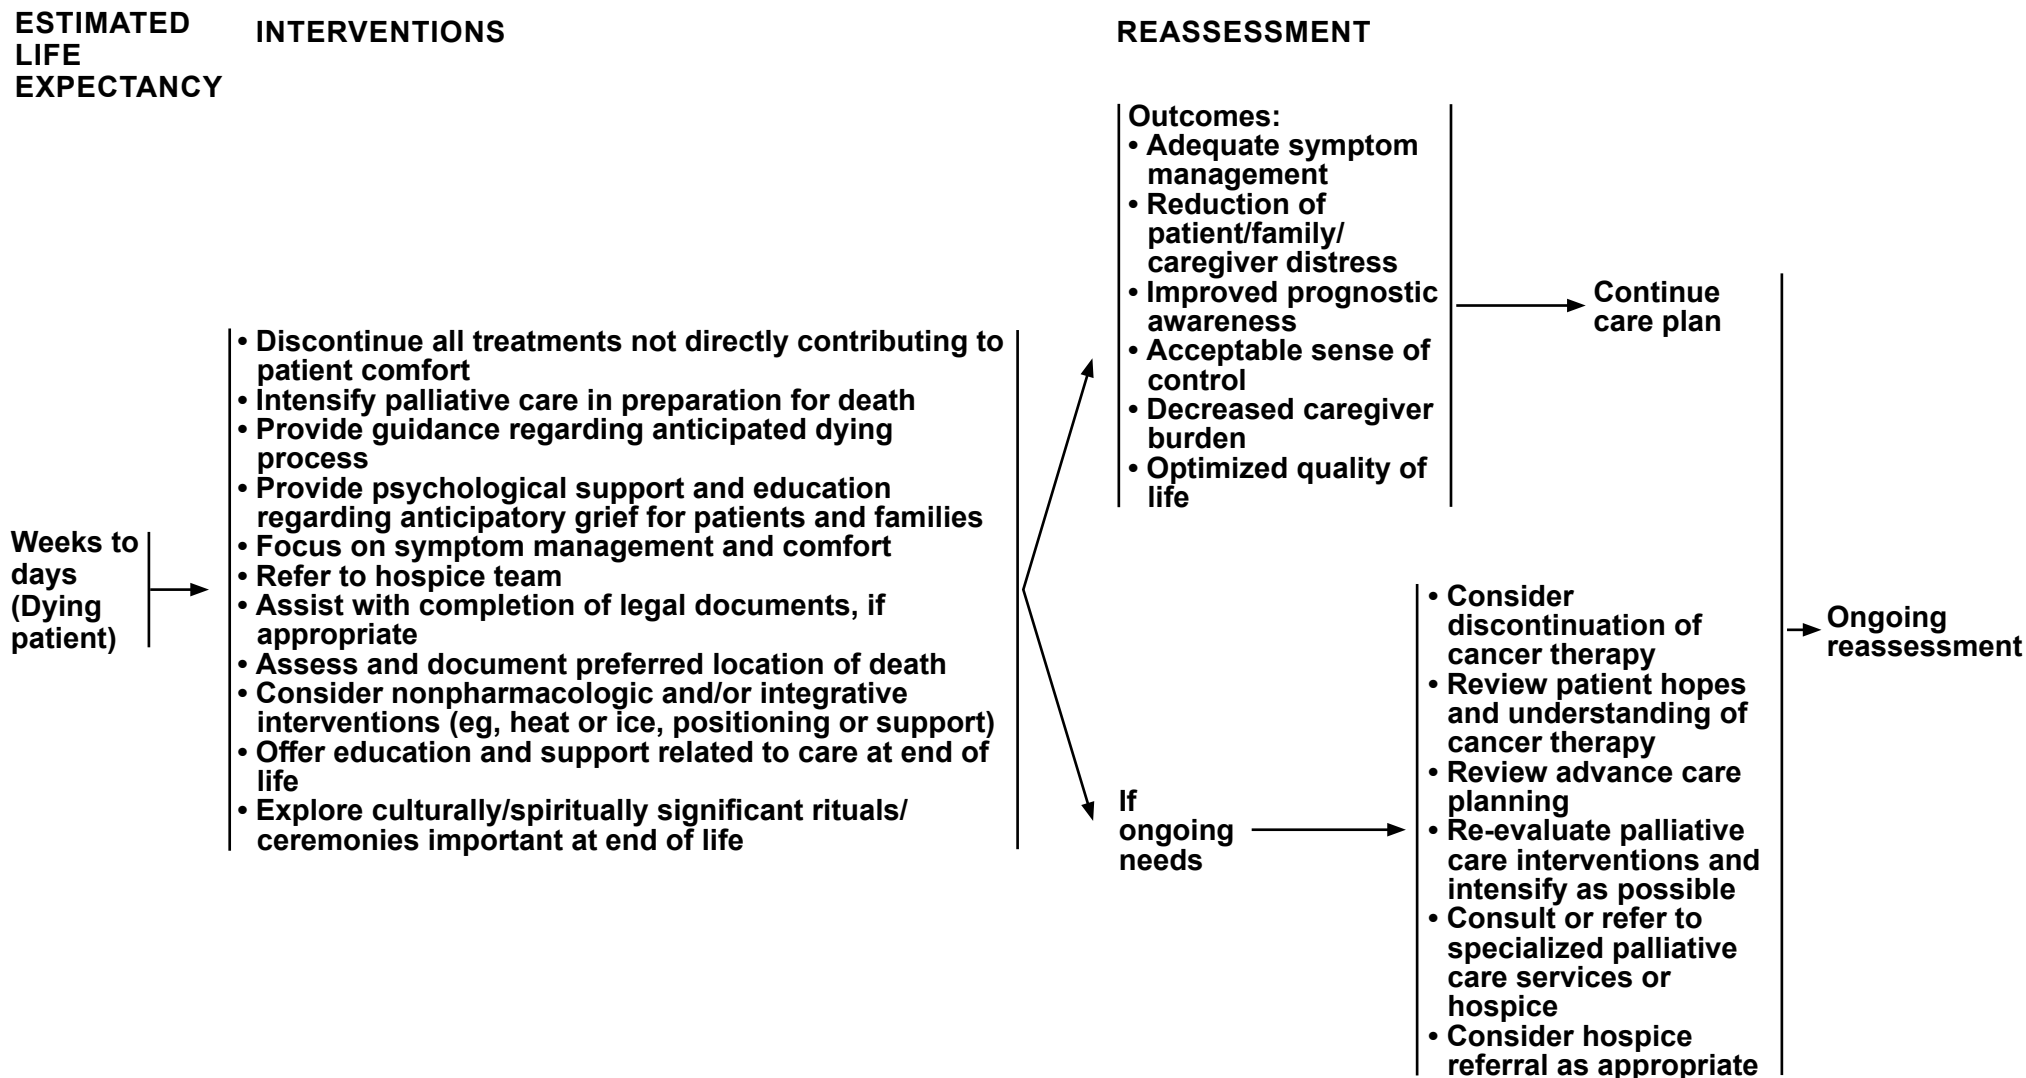 ESTIMATED
LIFE
EXPECTANCY
INTERVENTIONS
REASSESSMENT
Weeks to
days
(Dying
patient)
• Discontinue all treatments not directly contributing to
patient comfort
• Intensify palliative care in preparation for death
• Provide guidance regarding anticipated dying
process
• Provide psychological support and education
regarding anticipatory grief for patients and families
• Focus on symptom management and comfort
• Refer to hospice team
• Assist with completion of legal documents, if
appropriate
• Assess and document preferred location of death
• Consider nonpharmacologic and/or integrative
interventions (eg, heat or ice, positioning or support)
• Offer education and support related to care at end of
life
• Explore culturally/spiritually significant rituals/
ceremonies important at end of life
Outcomes:
• Adequate symptom
management
• Reduction of
patient/family/
caregiver distress
• Improved prognostic
awareness
• Acceptable sense of
control
• Decreased caregiver
burden
• Optimized quality of
life
Continue
care plan
If
ongoing
needs
• Consider
discontinuation of
cancer therapy
• Review patient hopes
and understanding of
cancer therapy
• Review advance care
planning
• Re-evaluate palliative
care interventions and
intensify as possible
• Consult or refer to
specialized palliative
care services or
hospice
• Consider hospice
referral as appropriate
Ongoing
reassessment